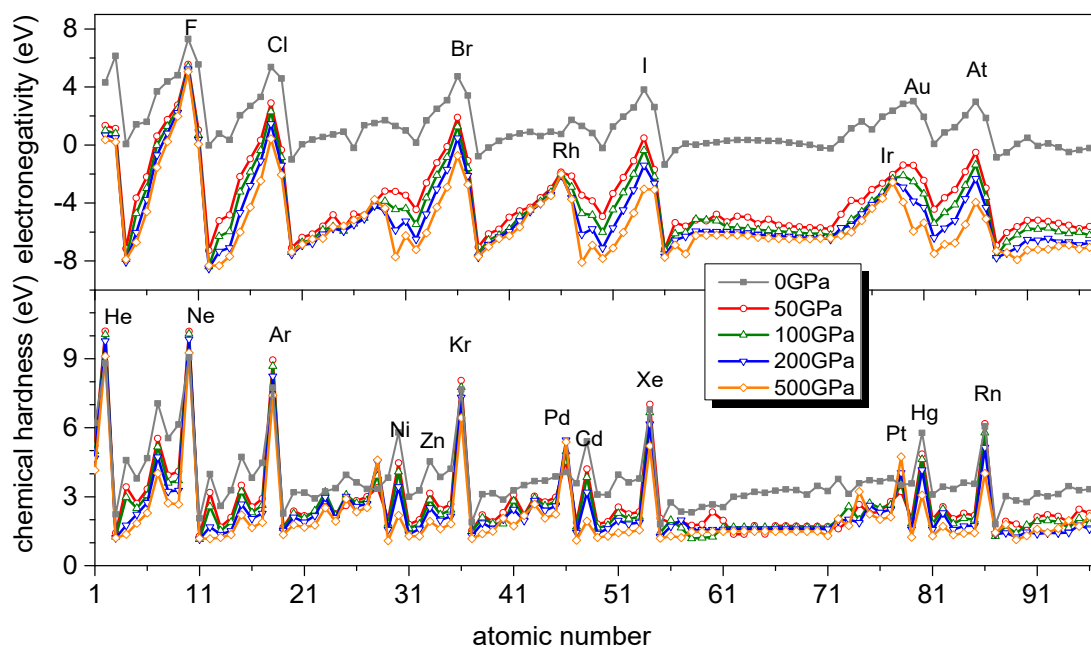 8
4
0
-4
-8
electronegativity (eV)
F
Cl
Br
I
Au
At
Rh
Ir
0GPa
50GPa
100GPa
200GPa
500GPa
9
6
3
0
chemical hardness (eV)
He
Ne
Ar
Kr
Xe
Rn
Ni
Zn
Pd
Cd
Pt
Hg
1 11 21 31 41 51 61 71 81 91
atomic number